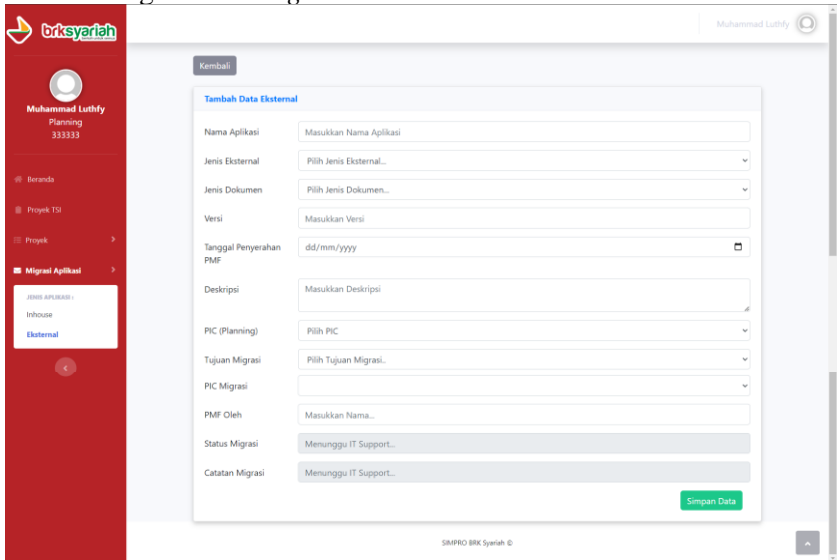 brksyariah
Muhammad Luthfy
Muhammad Luthfy
Planning
333333
Beranda
Proyek TSI
Proyek
Migrasi Aplikasi
JENIS APLIKASI :
Inhouse
Eksternal
Kembali
Tambah Data Eksternal
Nama Aplikasi Masukkan Nama Aplikasi
Jenis Eksternal Pilih Jenis Eksternal...
Jenis Dokumen Pilih Jenis Dokumen...
Versi Masukkan Versi
Tanggal Penyerahan dd/mm/yyyy
PMF
Deskripsi Masukkan Deskripsi
PIC (Planning) Pilih PIC
Tujuan Migrasi Pilih Tujuan Migrasi..
PIC Migrasi
PMF Oleh Masukkan Nama...
Status Migrasi Menunggu IT Support...
Catatan Migrasi Menunggu IT Support...
Simpan Data
SIMPRO BRK Syariah ©